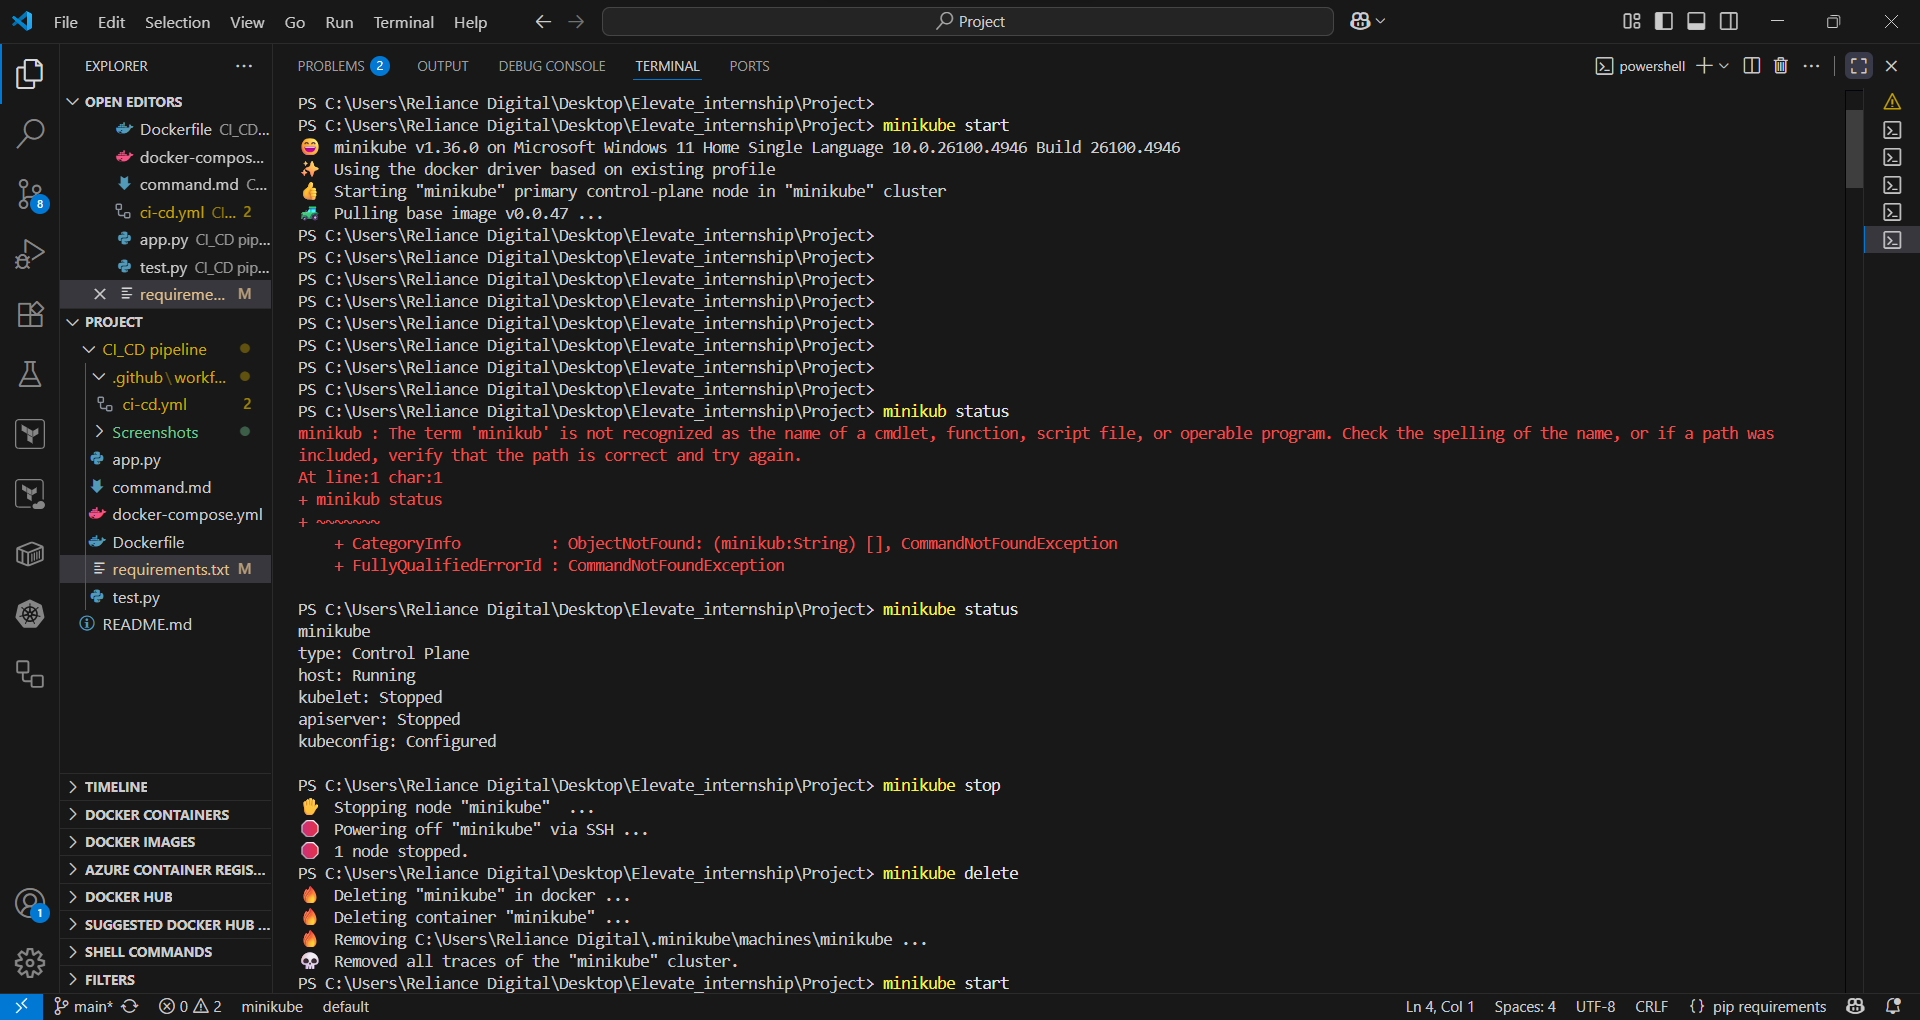 File Edit Selection View Go Run Terminal Help
Project
EXPLORER
OPEN EDITORS
Dockerfile CI_CD...
docker-compos...
command.md C...
ci-cd.yml CI... 2
app.py CI_CD pip...
test.py CI_CD pip...
requireme... M
PROJECT
CI_CD pipeline
.github\workf...
ci-cd.yml 2
Screenshots
app.py
command.md
docker-compose.yml
Dockerfile
requirements.txt M
test.py
README.md
TIMELINE
DOCKER CONTAINERS
DOCKER IMAGES
AZURE CONTAINER REGIS...
DOCKER HUB
SUGGESTED DOCKER HUB ...
SHELL COMMANDS
FILTERS
8
1
PROBLEMS 2 OUTPUT DEBUG CONSOLE TERMINAL PORTS
powershell
PS C:\Users\Reliance Digital\Desktop\Elevate_internship\Project>
PS C:\Users\Reliance Digital\Desktop\Elevate_internship\Project> minikube start
minikube v1.36.0 on Microsoft Windows 11 Home Single Language 10.0.26100.4946 Build 26100.4946
Using the docker driver based on existing profile
Starting "minikube" primary control-plane node in "minikube" cluster
Pulling base image v0.0.47 ...
PS C:\Users\Reliance Digital\Desktop\Elevate_internship\Project>
PS C:\Users\Reliance Digital\Desktop\Elevate_internship\Project>
PS C:\Users\Reliance Digital\Desktop\Elevate_internship\Project>
PS C:\Users\Reliance Digital\Desktop\Elevate_internship\Project>
PS C:\Users\Reliance Digital\Desktop\Elevate_internship\Project>
PS C:\Users\Reliance Digital\Desktop\Elevate_internship\Project>
PS C:\Users\Reliance Digital\Desktop\Elevate_internship\Project>
PS C:\Users\Reliance Digital\Desktop\Elevate_internship\Project>
PS C:\Users\Reliance Digital\Desktop\Elevate_internship\Project> minikub status
minikub : The term 'minikub' is not recognized as the name of a cmdlet, function, script file, or operable program. Check the spelling of the name, or if a path was
included, verify that the path is correct and try again.
At line:1 char:1
+ minikub status
+ ~~~~~~~
+ CategoryInfo : ObjectNotFound: (minikub:String) [], CommandNotFoundException
+ FullyQualifiedErrorId : CommandNotFoundException
PS C:\Users\Reliance Digital\Desktop\Elevate_internship\Project> minikube status
minikube
type: Control Plane
host: Running
kubelet: Stopped
apiserver: Stopped
kubeconfig: Configured
PS C:\Users\Reliance Digital\Desktop\Elevate_internship\Project> minikube stop
Stopping node "minikube" ...
Powering off "minikube" via SSH ...
1 node stopped.
PS C:\Users\Reliance Digital\Desktop\Elevate_internship\Project> minikube delete
Deleting "minikube" in docker ...
Deleting container "minikube" ...
Removing C:\Users\Reliance Digital\.minikube\machines\minikube ...
Removed all traces of the "minikube" cluster.
PS C:\Users\Reliance Digital\Desktop\Elevate_internship\Project> minikube start
main* 0 2 minikube default
Ln 4, Col 1 Spaces: 4 UTF-8 CRLF {} pip requirements